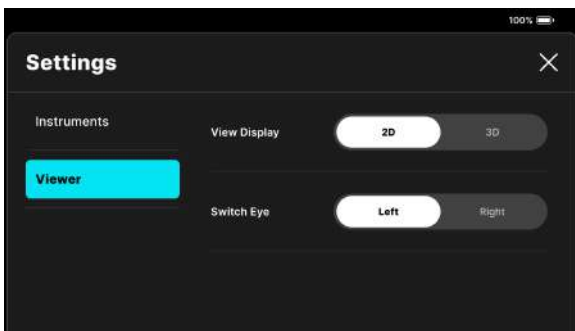 100%
Settings
Instruments
Viewer
View Display
2D
3D
Switch Eye
Left
Right